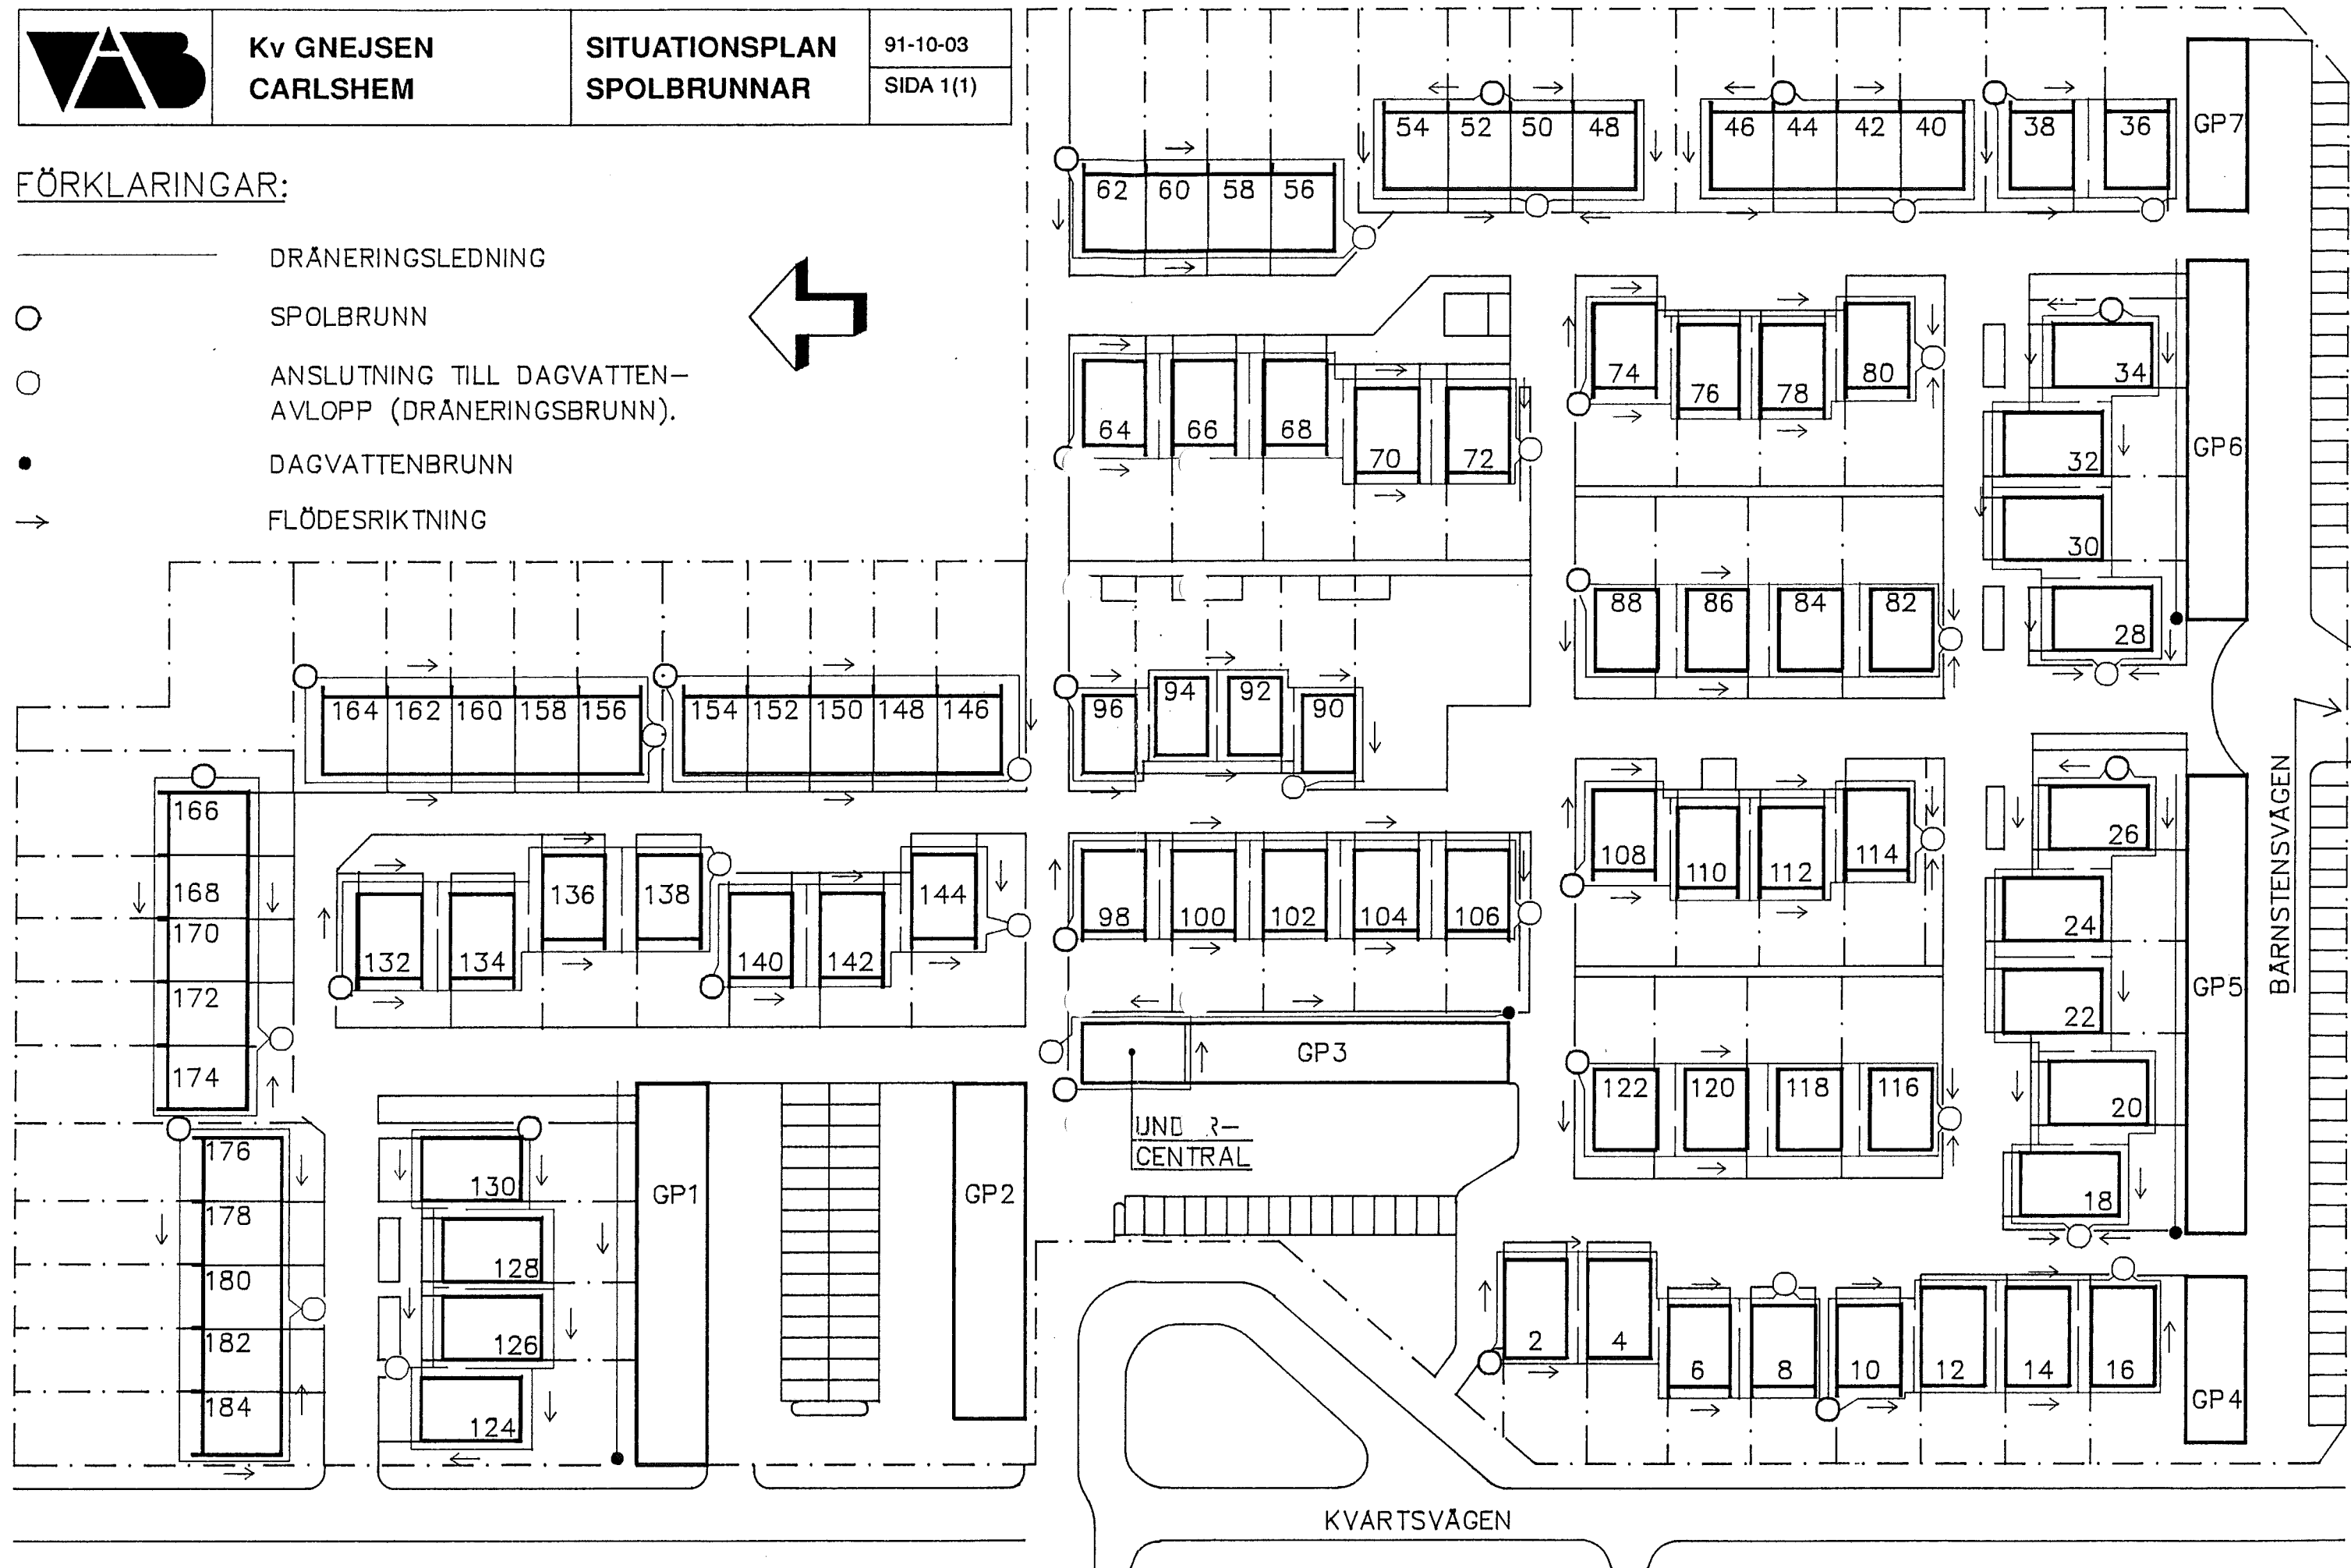 VAB
Kv GNEJSEN
CARLSHEM
SITUATIONSPLAN
SPOLBRUNNAR
91-10-03
SIDA 1(1)
FÖRKLARINGAR:
DRÄNERINGSLEDNING
SPOLBRUNN
ANSLUTNING TILL DAGVATTEN-
AVLOPP (DRÄNERINGSBRUNN).
DAGVATTENBRUNN
FLÖDESRIKTNING
54 52 50 48 46 44 42 40 38 36 GP7
62 60 58 56
74 76 78 80 34
64 66 68 70 72 32 GP6
30
88 86 84 82 28
96 94 92 90
164 162 160 158 156 154 152 150 148 146
BÄRNSTENSVÄGEN
166
168
170
172
174
108 110 112 114 26
136 138 144
132 134 140 142
98 100 102 104 106 24
22 GP5
GP3
122 120 118 116 20
CENTRAL
18
176
178
180
182
184
130 GP1 GP2
128
126
124
2 4 6 8 10 12 14 16 GP4
KVARTSVÄGEN